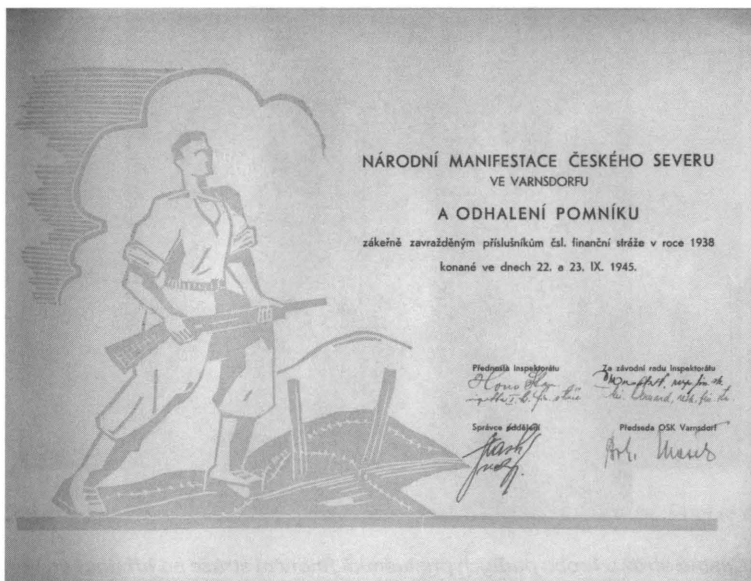 NÁRODNÍ MANIFESTACE ČESKÉHO SEVERU
VE VARNSDORFU
A ODHALENÍ POMNÍKU
zákeřně zavražděným příslušníkům čsl. finanční stráže v roce 1938
konané ve dnech 22. a 23. IX. 1945.
Přednosta inspektorátu
Za závodní radu inspektorátu
Správce oddělení
Předseda OSK Varnsdorf